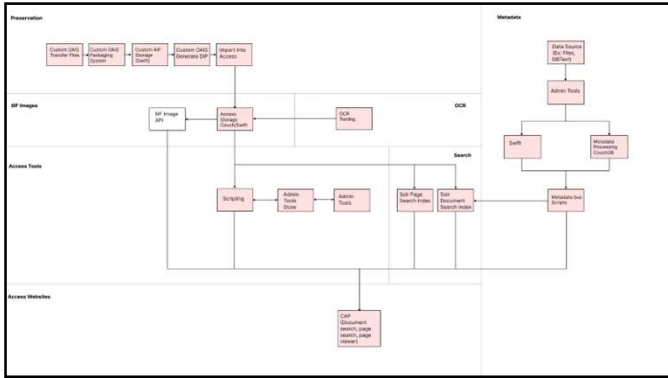 Preservation
Metadata
Custom OAIS
Transfer Files
Custom OAIS
Packaging
System
Custom AIP
Storage
(Swift)
Custom OAIS
Generate DIP
Import Into
Access
Data Source
(Ex: Files,
DBText)
Admin Tools
IIIF Images
OCR
IIIF Image
API
Access
Storage
(Couch/Swift)
OCR
Tooling
Swift
Metadata
Processing
CouchDB
Access Tools
Search
Scripting
Admin
Tools
Store
Admin
Tools
Solr Page
Search Index
Solr
Document
Search Index
Metadata
Scripts
Access Websites
CAP
(Document
search, page
search, page
viewer)